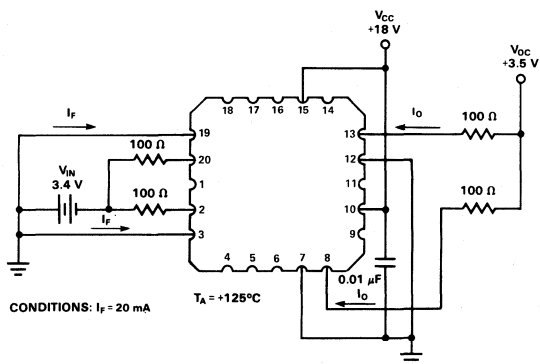 VCC
+18 V
VDC
+3.5 V
IF
18 17 16 15 14
IO
100 Ω
19
13
100 Ω
20
12
VIN
3.4 V
1
11
100 Ω
100 Ω
2
10
IF
3
9
4 5 6 7 8
0.01 μF
TA = +125°C
IO
CONDITIONS: IF = 20 mA